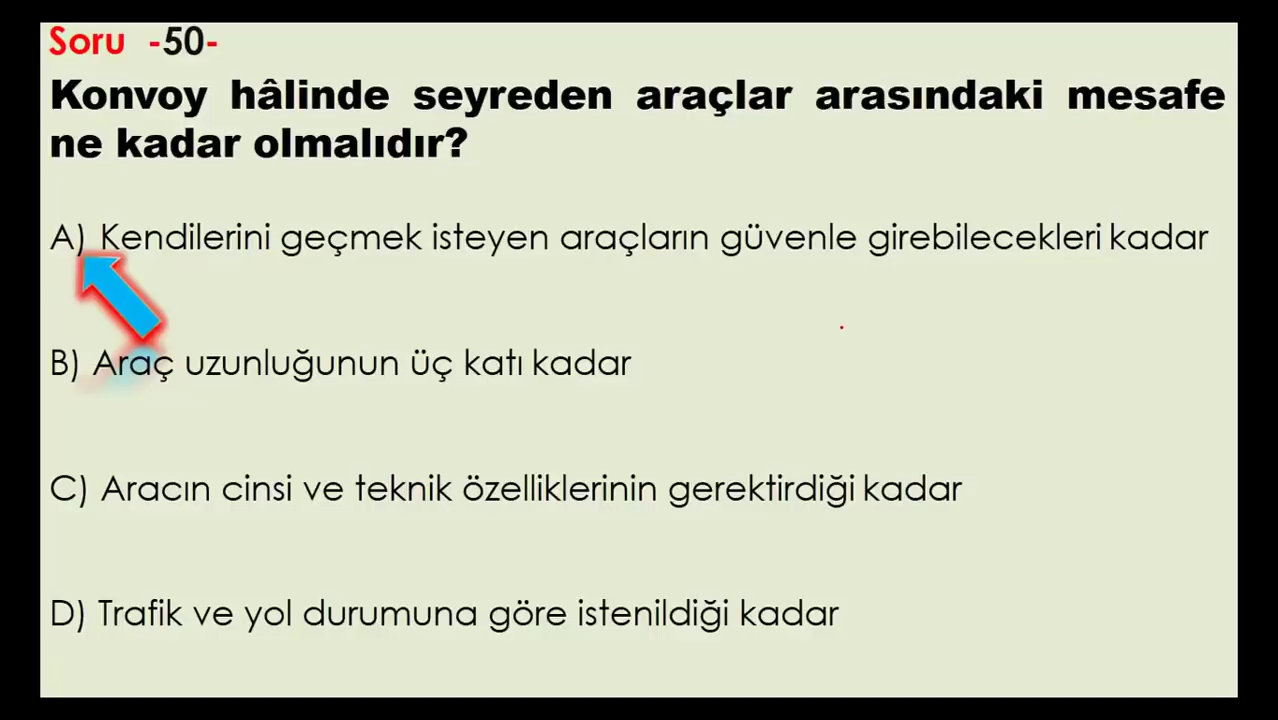 Soru -50-
Konvoy hâlinde seyreden araçlar arasındaki mesafe
ne kadar olmalıdır?
A) Kendilerini geçmek isteyen araçların güvenle girebilecekleri kadar
B) Araç uzunluğunun üç katı kadar
C) Aracın cinsi ve teknik özelliklerinin gerektirdiği kadar
D) Trafik ve yol durumuna göre istenildiği kadar